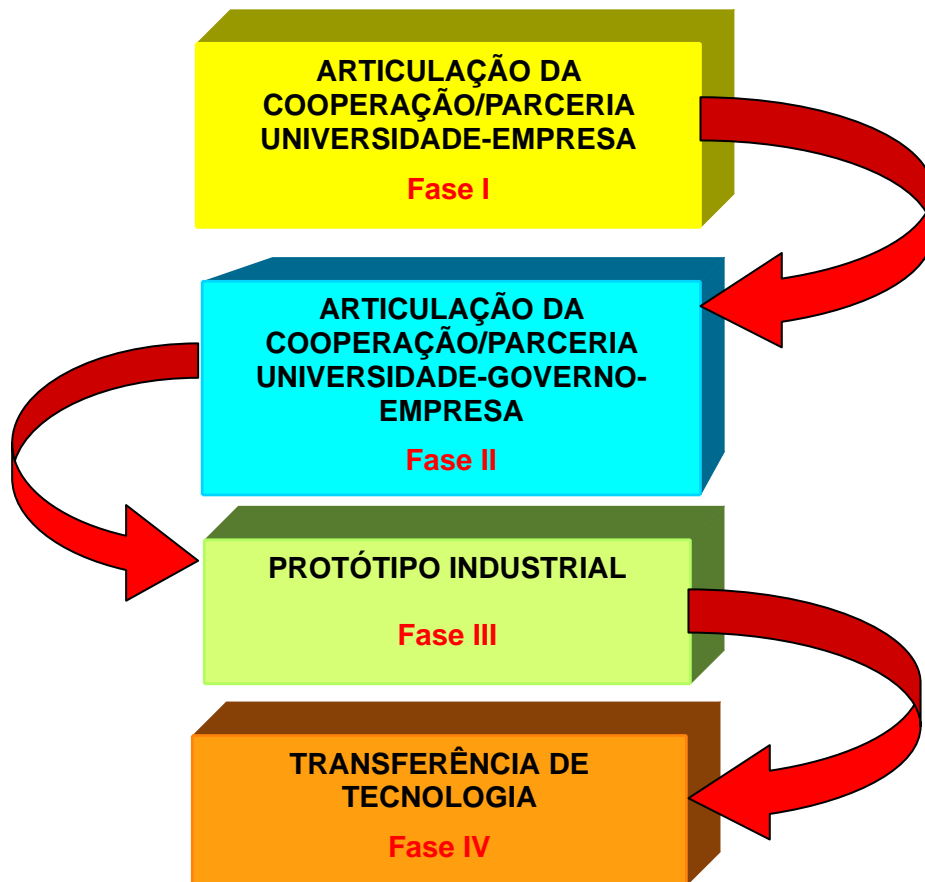 ARTICULAÇÃO DA
COOPERAÇÃO/PARCERIA
UNIVERSIDADE-EMPRESA
Fase I
ARTICULAÇÃO DA
COOPERAÇÃO/PARCERIA
UNIVERSIDADE-GOVERNO-
EMPRESA
Fase II
PROTÓTIPO INDUSTRIAL
Fase III
TRANSFERÊNCIA DE
TECNOLOGIA
Fase IV